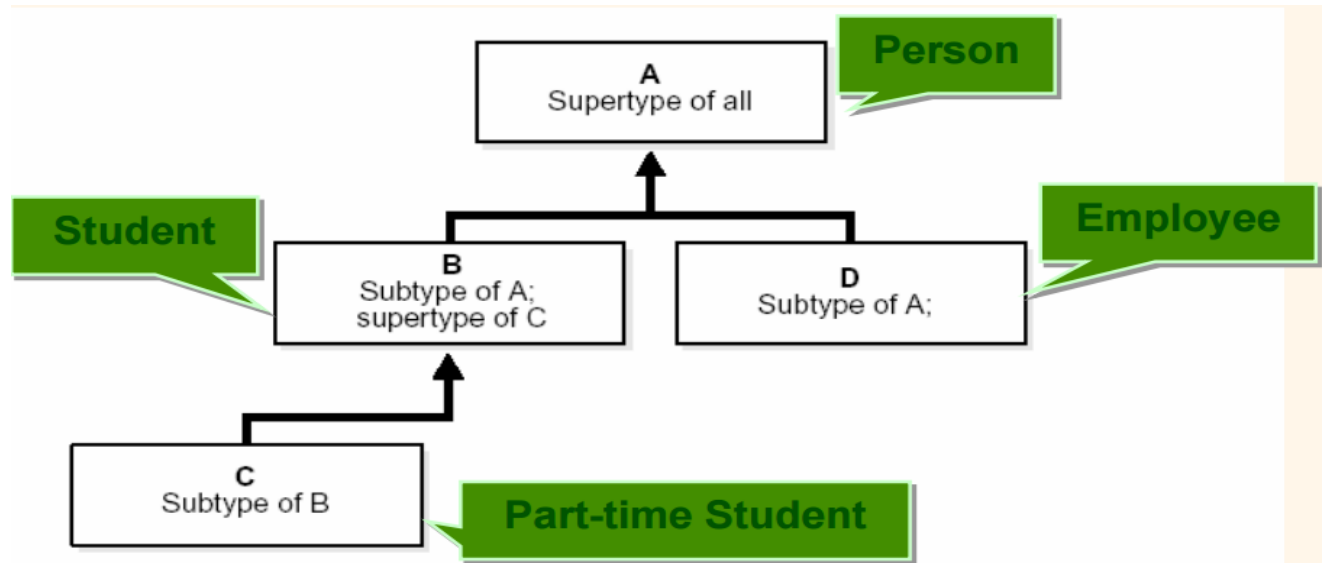 A
Supertype of all
Person
Student
B
Subtype of A;
supertype of C
D
Subtype of A;
Employee
C
Subtype of B
Part-time Student